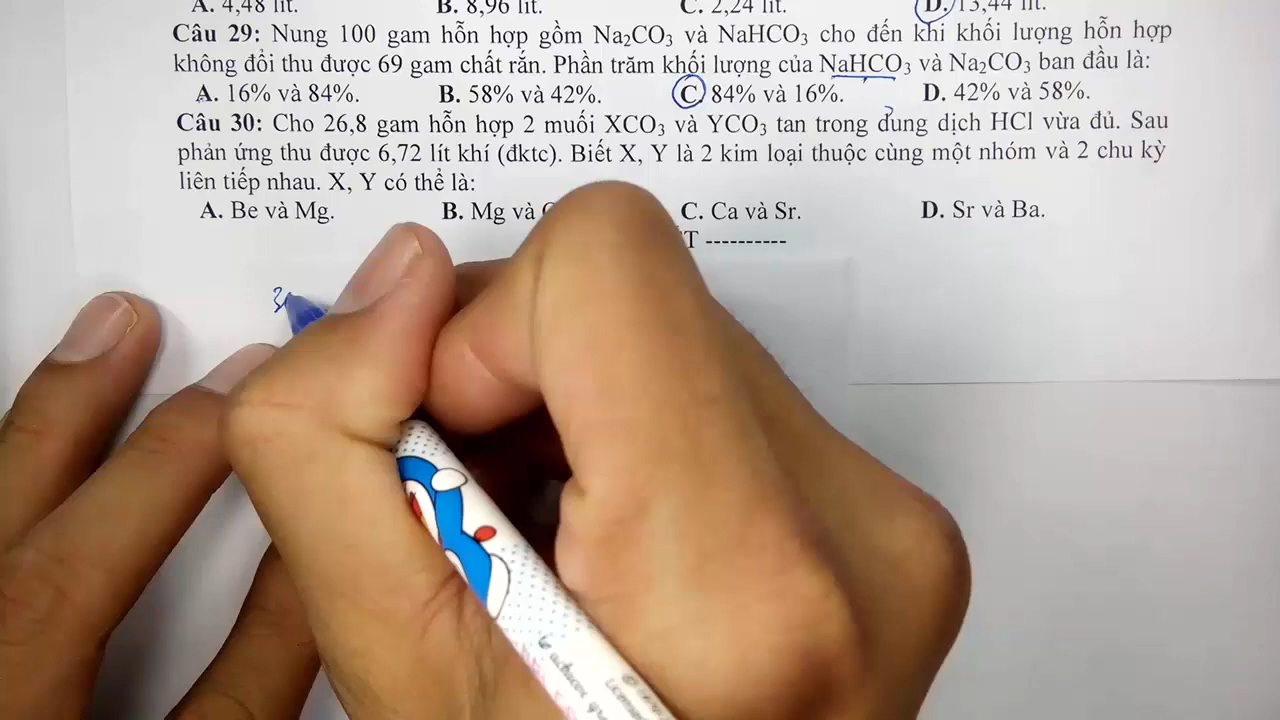 A. 4,48 lít. B. 8,96 lít. C. 2,24 lít. D. 13,44 lít.
Câu 29: Nung 100 gam hỗn hợp gồm Na₂CO₃ và NaHCO₃ cho đến khi khối lượng hỗn hợp
không đổi thu được 69 gam chất rắn. Phần trăm khối lượng của NaHCO₃ và Na₂CO₃ ban đầu là:
A. 16% và 84%. B. 58% và 42%. C. 84% và 16%. D. 42% và 58%.
Câu 30: Cho 26,8 gam hỗn hợp 2 muối XCO₃ và YCO₃ tan trong dung dịch HCl vừa đủ. Sau
phản ứng thu được 6,72 lít khí (đktc). Biết X, Y là 2 kim loại thuộc cùng một nhóm và 2 chu kỳ
liên tiếp nhau. X, Y có thể là:
A. Be và Mg. B. Mg và C. Ca và Sr. D. Sr và Ba.
T ----------